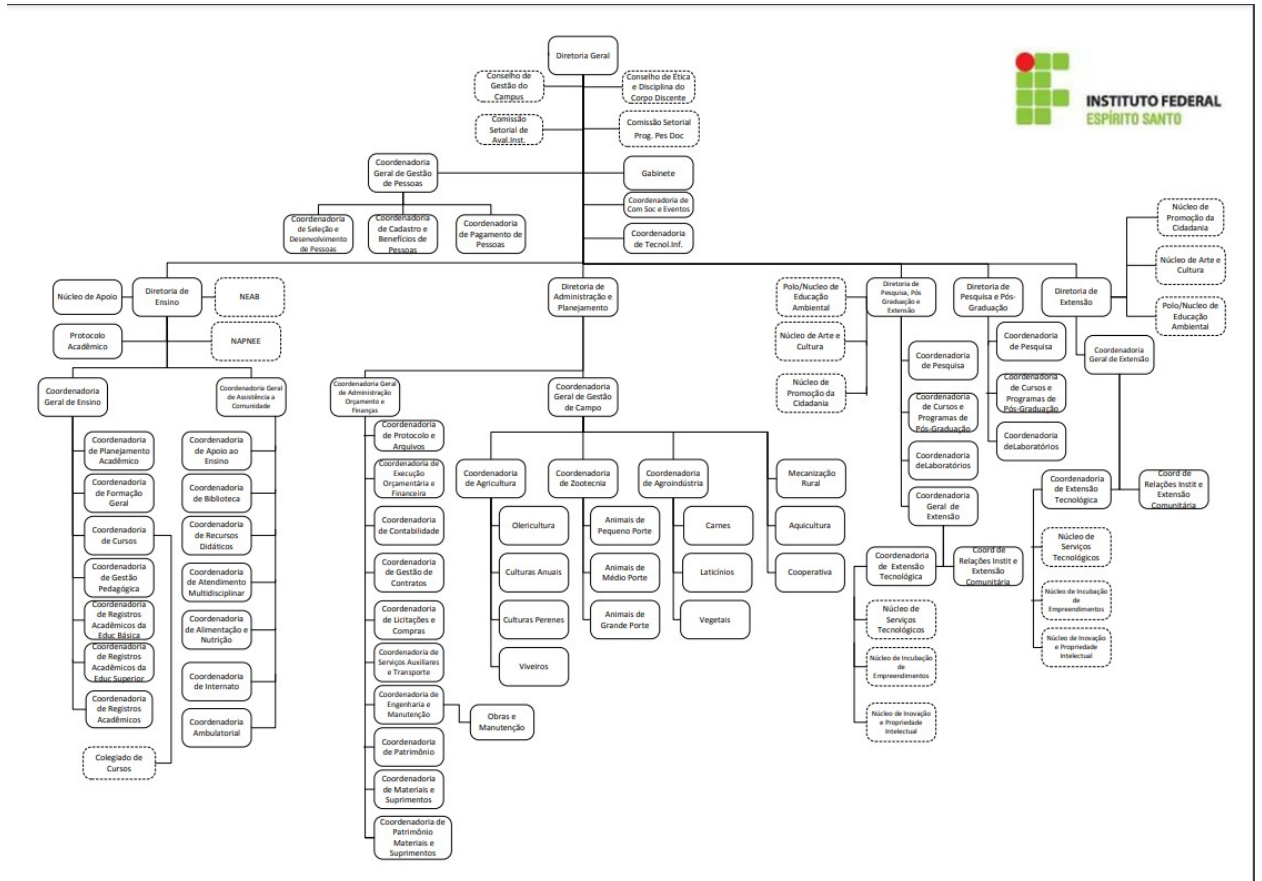 Diretoria Geral
Conselho de
Gestão do
Campus
Conselho de Ética
e Disciplina do
Corpo Discente
Comissão
Setorial de
Aval.Inst.
Comissão Setorial
Prog. Pes Doc
INSTITUTO FEDERAL
ESPÍRITO SANTO
Coordenadoria
Geral de Gestão
de Pessoas
Gabinete
Coordenadoria de
Com Soc e Eventos
Coordenadoria
de Tecnol.Inf.
Coordenadoria
de Seleção e
Desenvolvimento
de Pessoas
Coordenadoria
de Cadastro e
Benefícios de
Pessoas
Coordenadoria
de Pagamento de
Pessoas
Núcleo de Apoio
Diretoria de
Ensino
NEAB
Protocolo
Acadêmico
NAPNEE
Diretoria de
Administração e
Planejamento
Polo/Nucleo de
Educação
Ambiental
Diretoria de
Pesquisa, Pós
Graduação e
Extensão
Diretoria de
Pesquisa e Pós-
Graduação
Diretoria de
Extensão
Núcleo de
Promoção da
Cidadania
Núcleo de Arte e
Cultura
Polo/Nucleo de
Educação
Ambiental
Núcleo de Arte e
Cultura
Núcleo de
Promoção da
Cidadania
Coordenadoria
de Pesquisa
Coordenadoria
de Cursos e
Programas de
Pós-Graduação
Coordenadoria
deLaboratórios
Coordenadoria
Geral de
Extensão
Coordenadoria
de Pesquisa
Coordenadoria
de Cursos e
Programas de
Pós-Graduação
Coordenadoria
deLaboratórios
Coordenadoria
Geral de Extensão
Coordenadoria
Geral de Ensino
Coordenadoria Geral
de Assistência a
Comunidade
Coordenadoria Geral
de Administração
Orçamento e
Finanças
Coordenadoria
Geral de Gestão
de Campo
Coordenadoria
de Planejamento
Acadêmico
Coordenadoria
de Formação
Geral
Coordenadoria
de Cursos
Coordenadoria
de Gestão
Pedagógica
Coordenadoria
de Registros
Acadêmicos da
Educ Básica
Coordenadoria
de Registros
Acadêmicos da
Educ Superior
Coordenadoria
de Registros
Acadêmicos
Colegiado de
Cursos
Coordenadoria
de Apoio ao
Ensino
Coordenadoria
de Biblioteca
Coordenadoria
de Recursos
Didáticos
Coordenadoria
de Atendimento
Multidisciplinar
Coordenadoria
de Alimentação e
Nutrição
Coordenadoria
de Internato
Coordenadoria
Ambulatorial
Coordenadoria
de Protocolo e
Arquivos
Coordenadoria de
Execução
Orçamentária e
Financeira
Coordenadoria
de Contabilidade
Coordenadoria
de Gestão de
Contratos
Coordenadoria
de Licitações e
Compras
Coordenadoria de
Serviços Auxiliares
e Transporte
Coordenadoria de
Engenharia e
Manutenção
Obras e
Manutenção
Coordenadoria
de Patrimônio
Coordenadoria
de Materiais e
Suprimentos
Coordenadoria de
Patrimônio
Materiais e
Suprimentos
Coordenadoria
de Agricultura
Olericultura
Culturas Anuais
Culturas Perenes
Viveiros
Coordenadoria
de Zootecnia
Animais de
Pequeno Porte
Animais de
Médio Porte
Animais de
Grande Porte
Coordenadoria
de Agroindústria
Carnes
Laticínios
Vegetais
Mecanização
Rural
Aquicultura
Cooperativa
Coordenadoria
de Extensão
Tecnológica
Coord de
Relações Instit e
Extensão
Comunitária
Núcleo de
Serviços
Tecnológicos
Núcleo de Incubação
de
Empreendimentos
Núcleo de Inovação
e Propriedade
Intelectual
Coordenadoria
de Extensão
Tecnológica
Coord de
Relações Instit e
Extensão
Comunitária
Núcleo de
Serviços
Tecnológicos
Núcleo de Incubação
de
Empreendimentos
Núcleo de Inovação
e Propriedade
Intelectual